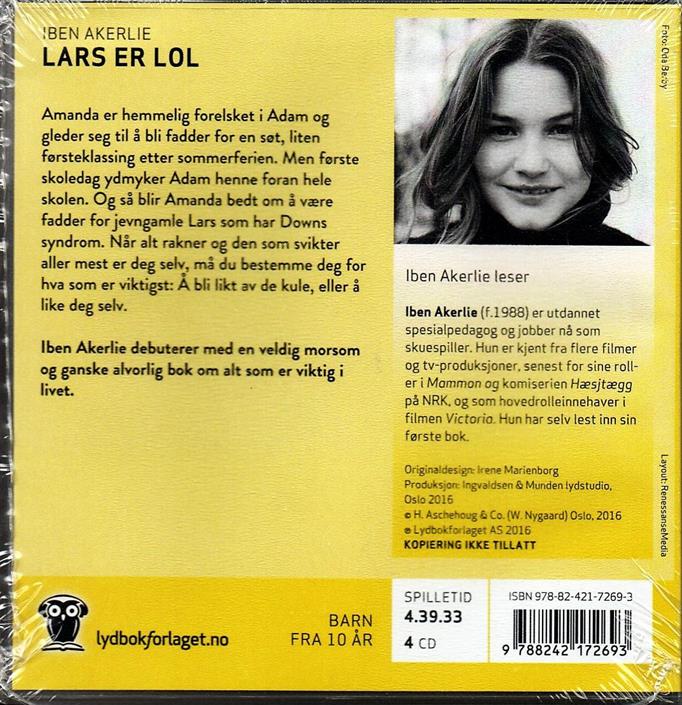 IBEN AKERLIE
LARS ER LOL
Amanda er hemmelig forelsket i Adam og
gleder seg til å bli fadder for en søt, liten
førsteklassing etter sommerferien. Men første
skoledag ydmyker Adam henne foran hele
skolen. Og så blir Amanda bedt om å være
fadder for jevngamle Lars som har Downs
syndrom. Når alt rakner og den som svikter
aller mest er deg selv, må du bestemme deg for
hva som er viktigst: Å bli likt av de kule, eller å
like deg selv.
Iben Akerlie debuterer med en veldig morsom
og ganske alvorlig bok om alt som er viktig i
livet.
Foto: Oda Berby
Iben Akerlie leser
Iben Akerlie (f.1988) er utdannet
spesialpedagog og jobber nå som
skuespiller. Hun er kjent fra flere filmer
og tv-produksjoner, senest for sine roll-
er i Mammon og komiserien Hæsjtægg
på NRK, og som hovedrolleinnehaver i
filmen Victoria. Hun har selv lest inn sin
første bok.
Originaldesign: Irene Marienborg
Produksjon: Ingvaldsen & Munden lydstudio,
Oslo 2016
© H. Aschehoug & Co. (W. Nygaard) Oslo, 2016
℗ Lydbokforlaget AS 2016
KOPIERING IKKE TILLATT
Layout: RenessanseMedia
lydbokforlaget.no
BARN
FRA 10 ÅR
SPILLETID
4.39.33
4 CD
ISBN 978-82-421-7269-3
9 788242 172693